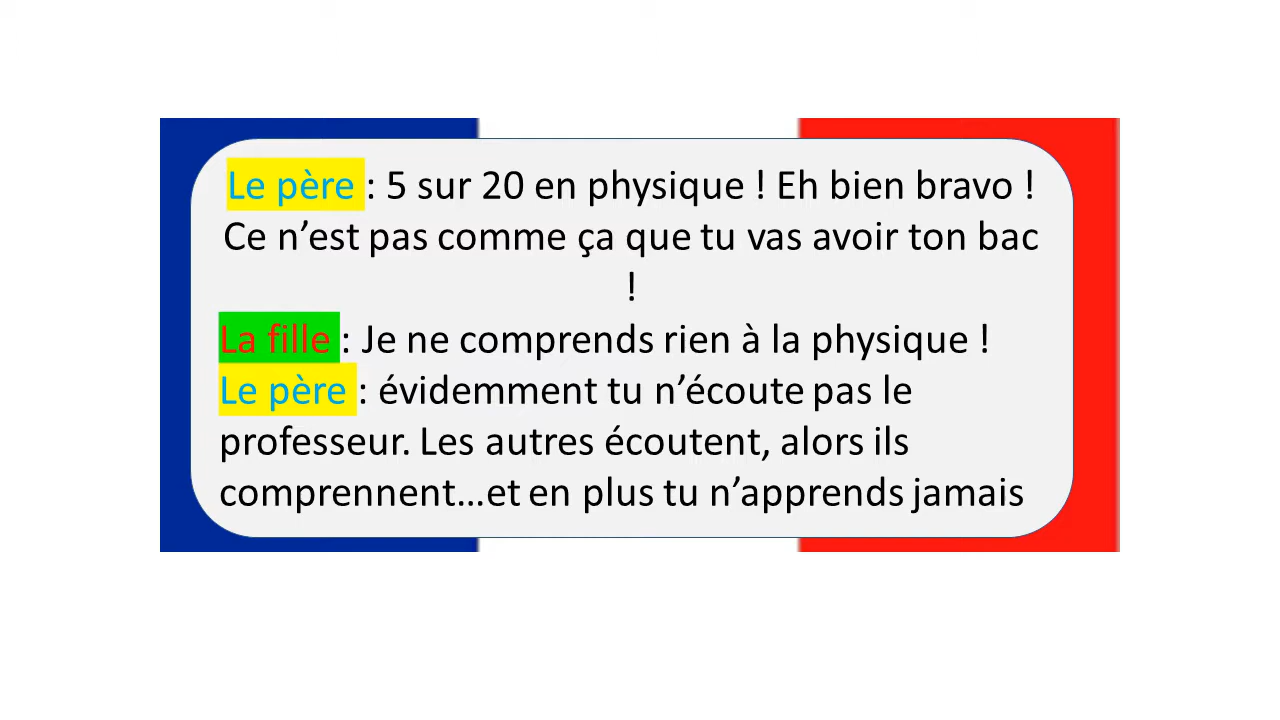 Le père : 5 sur 20 en physique ! Eh bien bravo !
Ce n’est pas comme ça que tu vas avoir ton bac
!
La fille : Je ne comprends rien à la physique !
Le père : évidemment tu n’écoute pas le
professeur. Les autres écoutent, alors ils
comprennent…et en plus tu n’apprends jamais